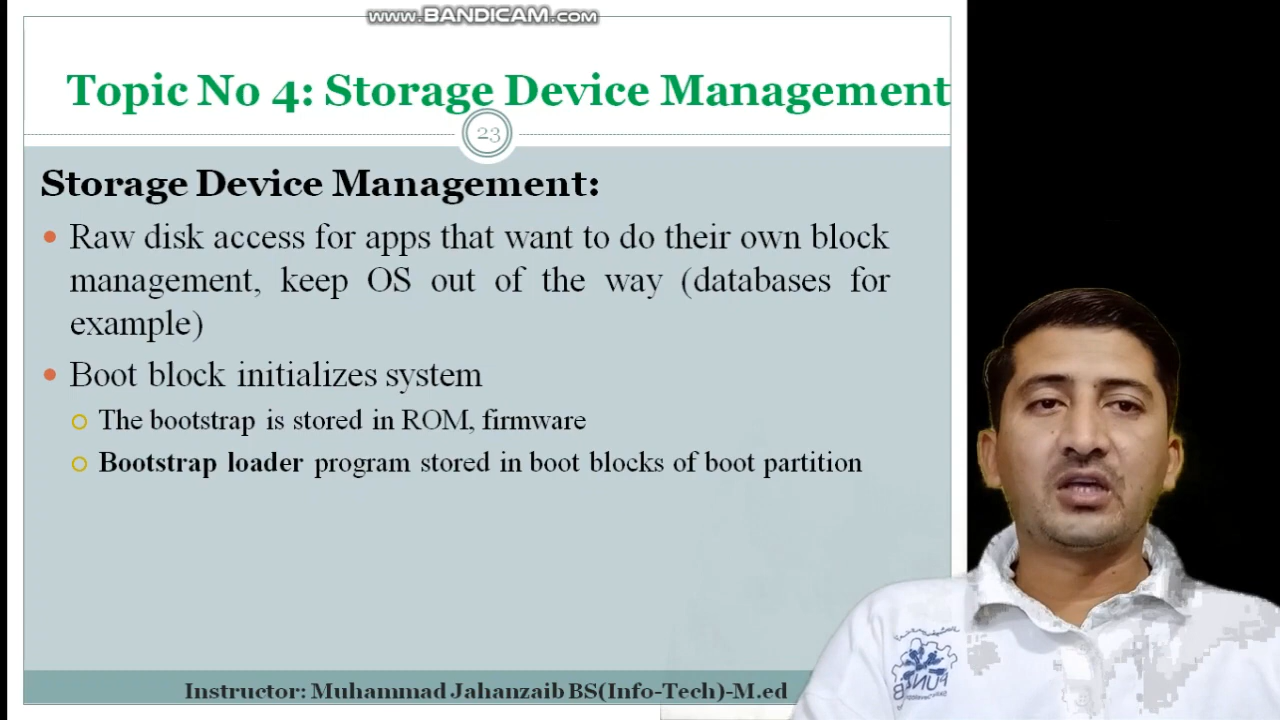 www.BANDICAM.com
Topic No 4: Storage Device Management
23
Storage Device Management:
Raw disk access for apps that want to do their own block
management, keep OS out of the way (databases for
example)
Boot block initializes system
The bootstrap is stored in ROM, firmware
Bootstrap loader program stored in boot blocks of boot partition
Instructor: Muhammad Jahanzaib BS(Info-Tech)-M.ed